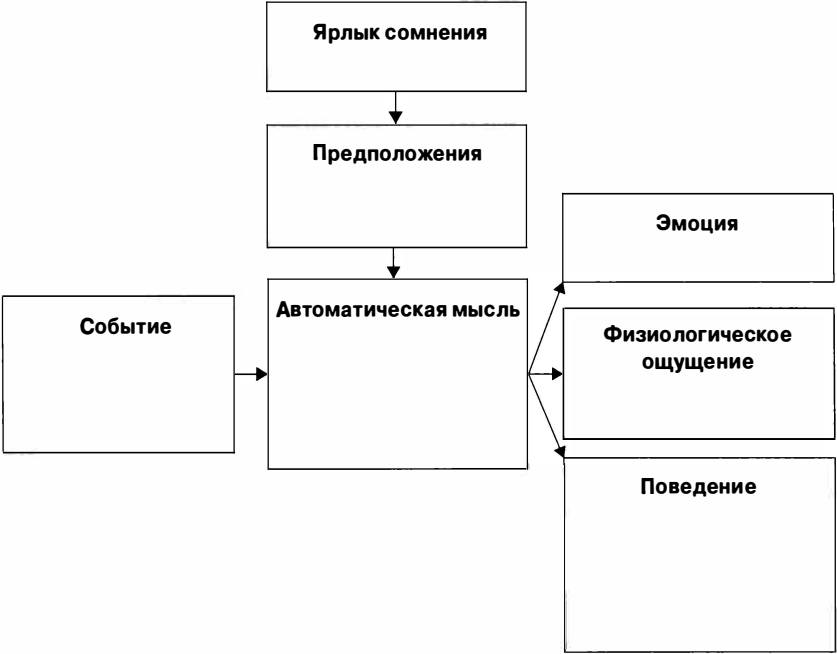 Ярлык сомнения
Предположения
Эмоция
Событие
Автоматическая мысль
Физиологическое
ощущение
Поведение